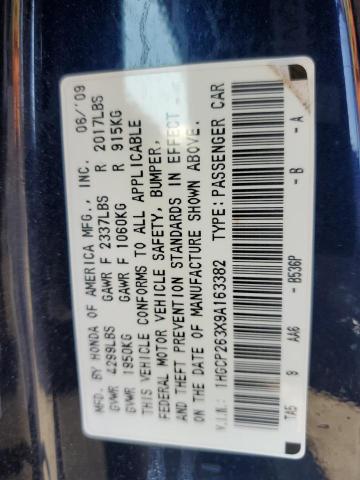 MFD. BY HONDA OF AMERICA MFG., INC. 06/'09
GVWR 4299LBS GAWR F 2337LBS R 2017LBS
GVWR 1950KG GAWR F 1060KG R 915KG
THIS VEHICLE CONFORMS TO ALL APPLICABLE
FEDERAL MOTOR VEHICLE SAFETY, BUMPER,
AND THEFT PREVENTION STANDARDS IN EFFECT
ON THE DATE OF MANUFACTURE SHOWN ABOVE.
V.I.N.: 1HGCP263X9A163382 TYPE:PASSENGER CAR
TA5 9 AA6 -B536P -B -A